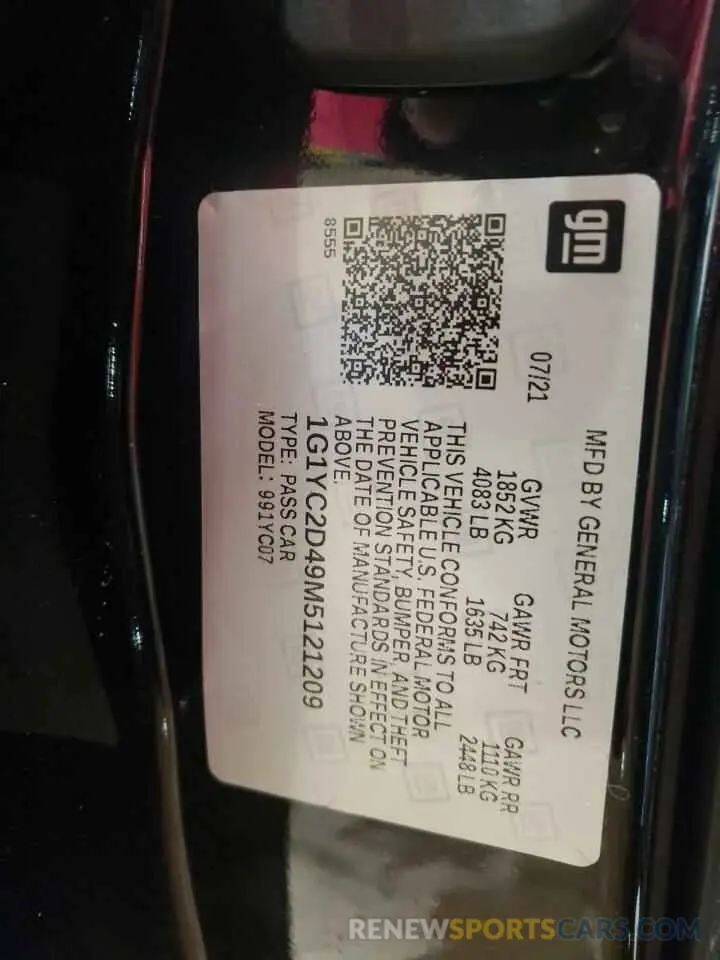 gm
MFD BY GENERAL MOTORS LLC
07/21
GVWR GAWR FRT GAWR RR
1852 KG 742 KG 1110 KG
4083 LB 1635 LB 2448 LB
THIS VEHICLE CONFORMS TO ALL
APPLICABLE U.S. FEDERAL MOTOR
VEHICLE SAFETY, BUMPER, AND THEFT
PREVENTION STANDARDS IN EFFECT ON
THE DATE OF MANUFACTURE SHOWN
ABOVE.
8555
1G1YC2D49M5121209
TYPE: PASS CAR
MODEL: 991YC07
RENEWSPORTSCARS.COM